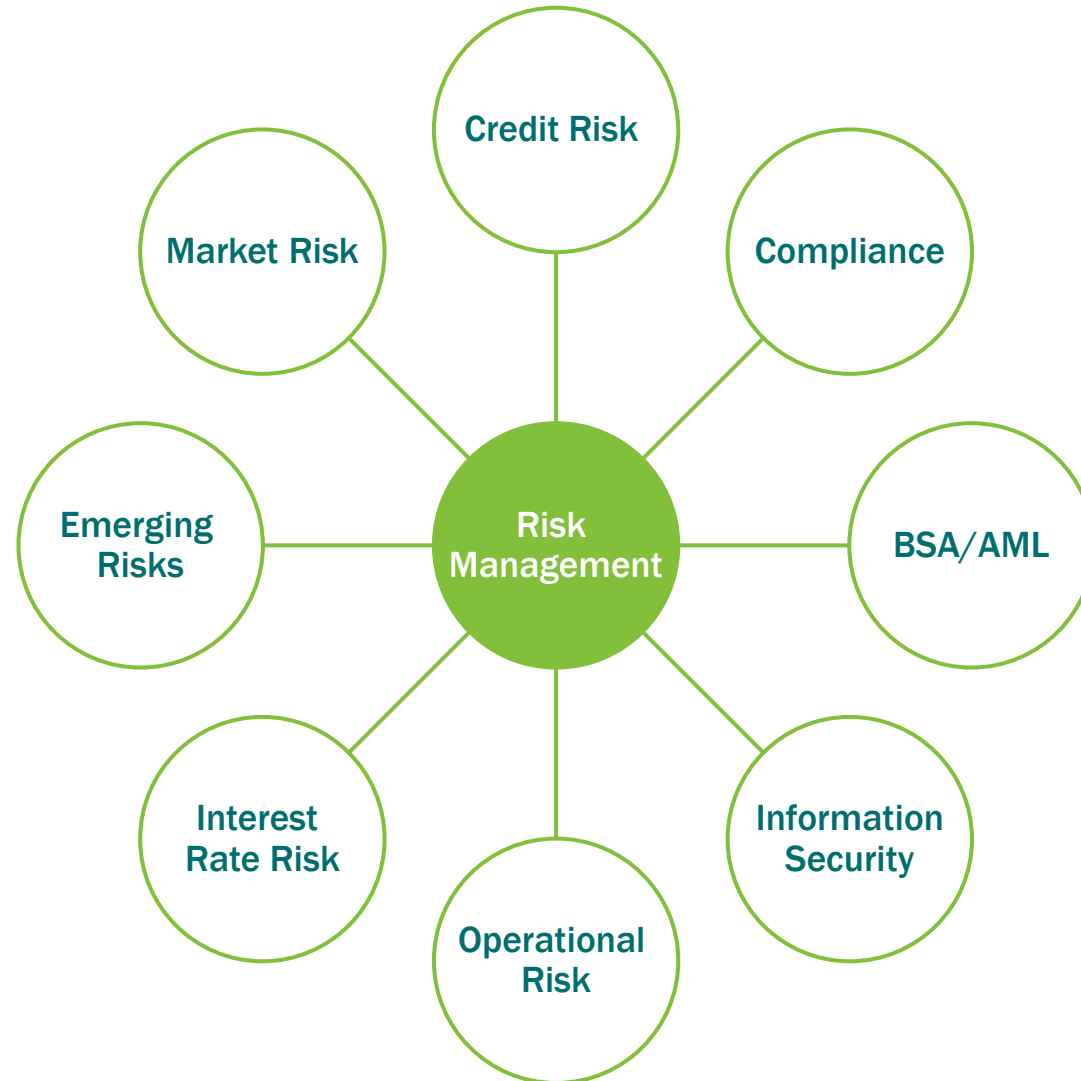 Credit Risk
Market Risk
Compliance
Emerging
Risks
Risk
Management
BSA/AML
Interest
Rate Risk
Information
Security
Operational
Risk